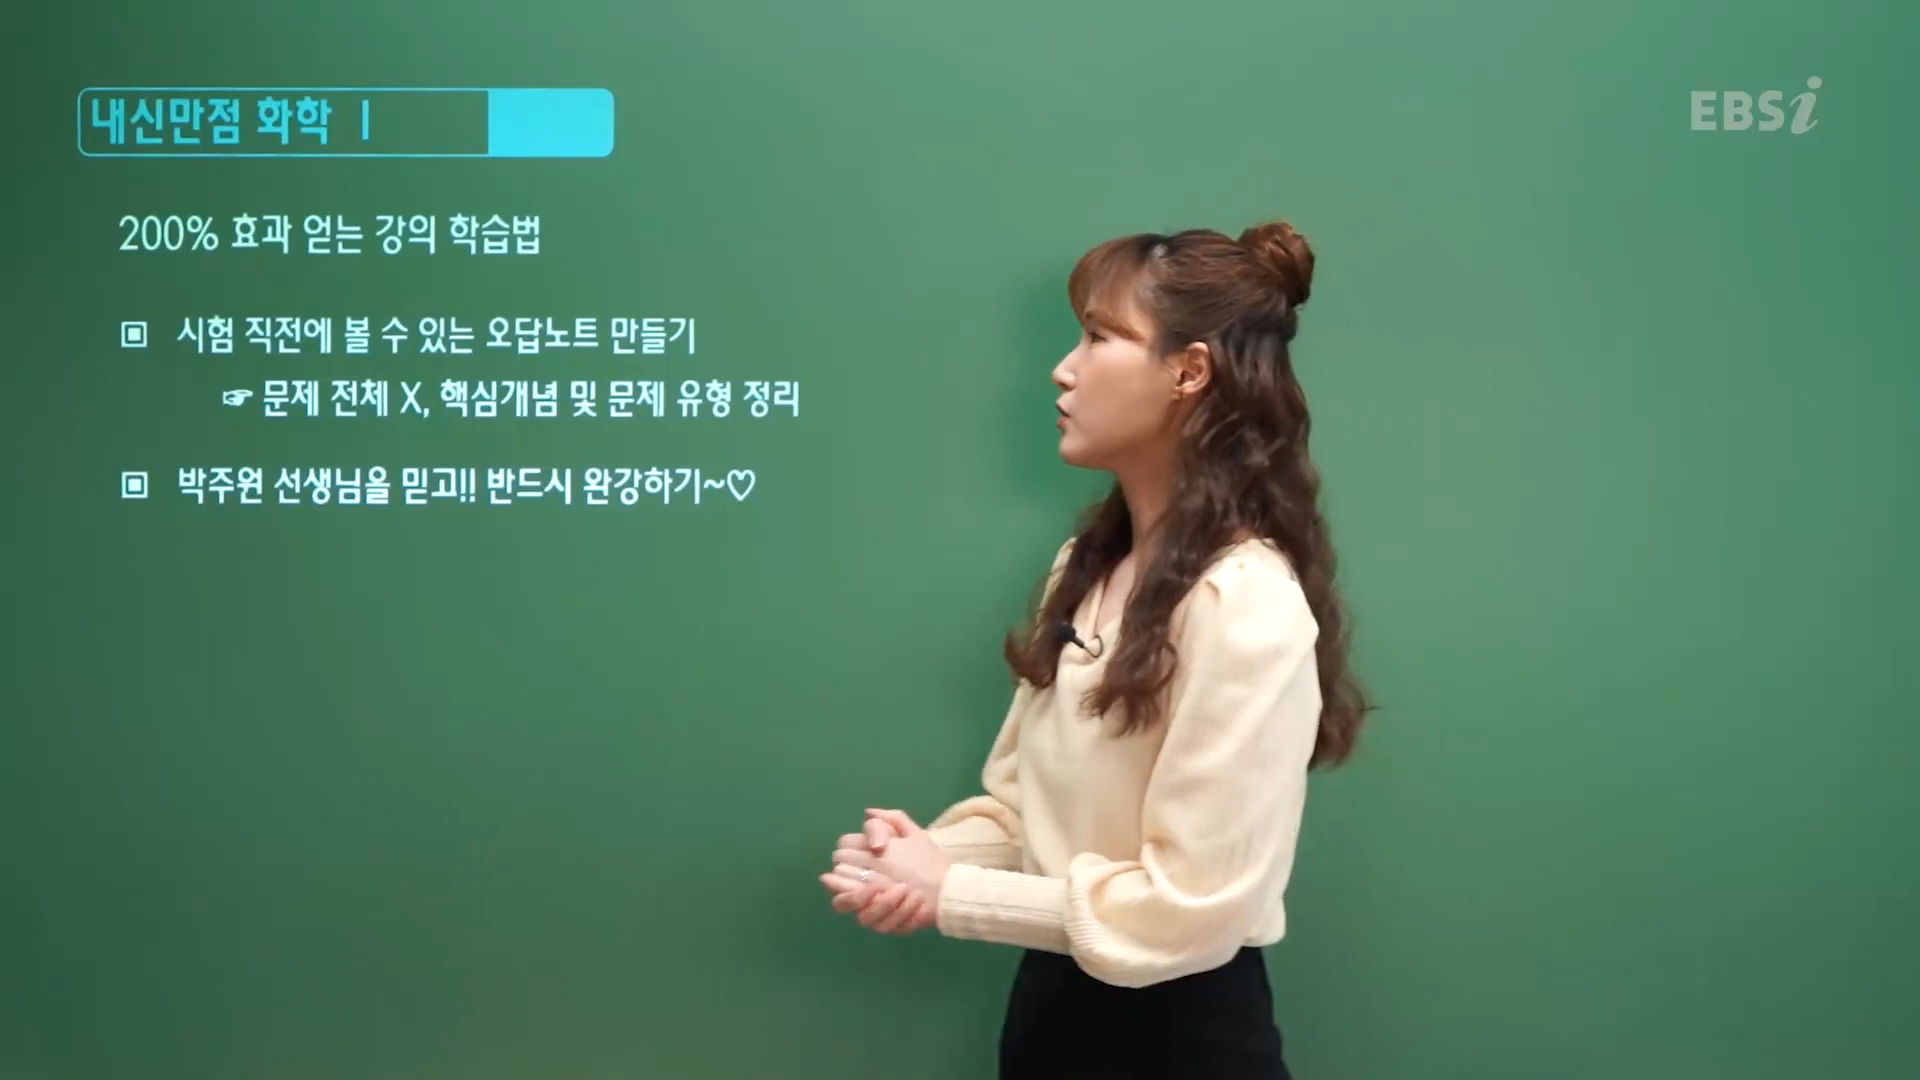 내신만점 화학 I
EBSi
200% 효과 얻는 강의 학습법
▣ 시험 직전에 볼 수 있는 오답노트 만들기
☞ 문제 전체 X, 핵심개념 및 문제 유형 정리
▣ 박주원 선생님을 믿고!! 반드시 완강하기~♡